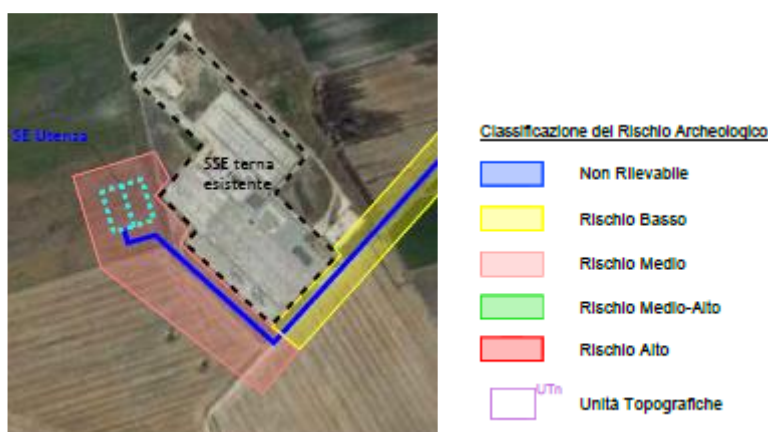 SE Utenza
SSE terna
esistente
Classificazione del Rischio Archeologico
Non Rilevabile
Rischio Basso
Rischio Medio
Rischio Medio-Alto
Rischio Alto
UTn
Unità Topografiche